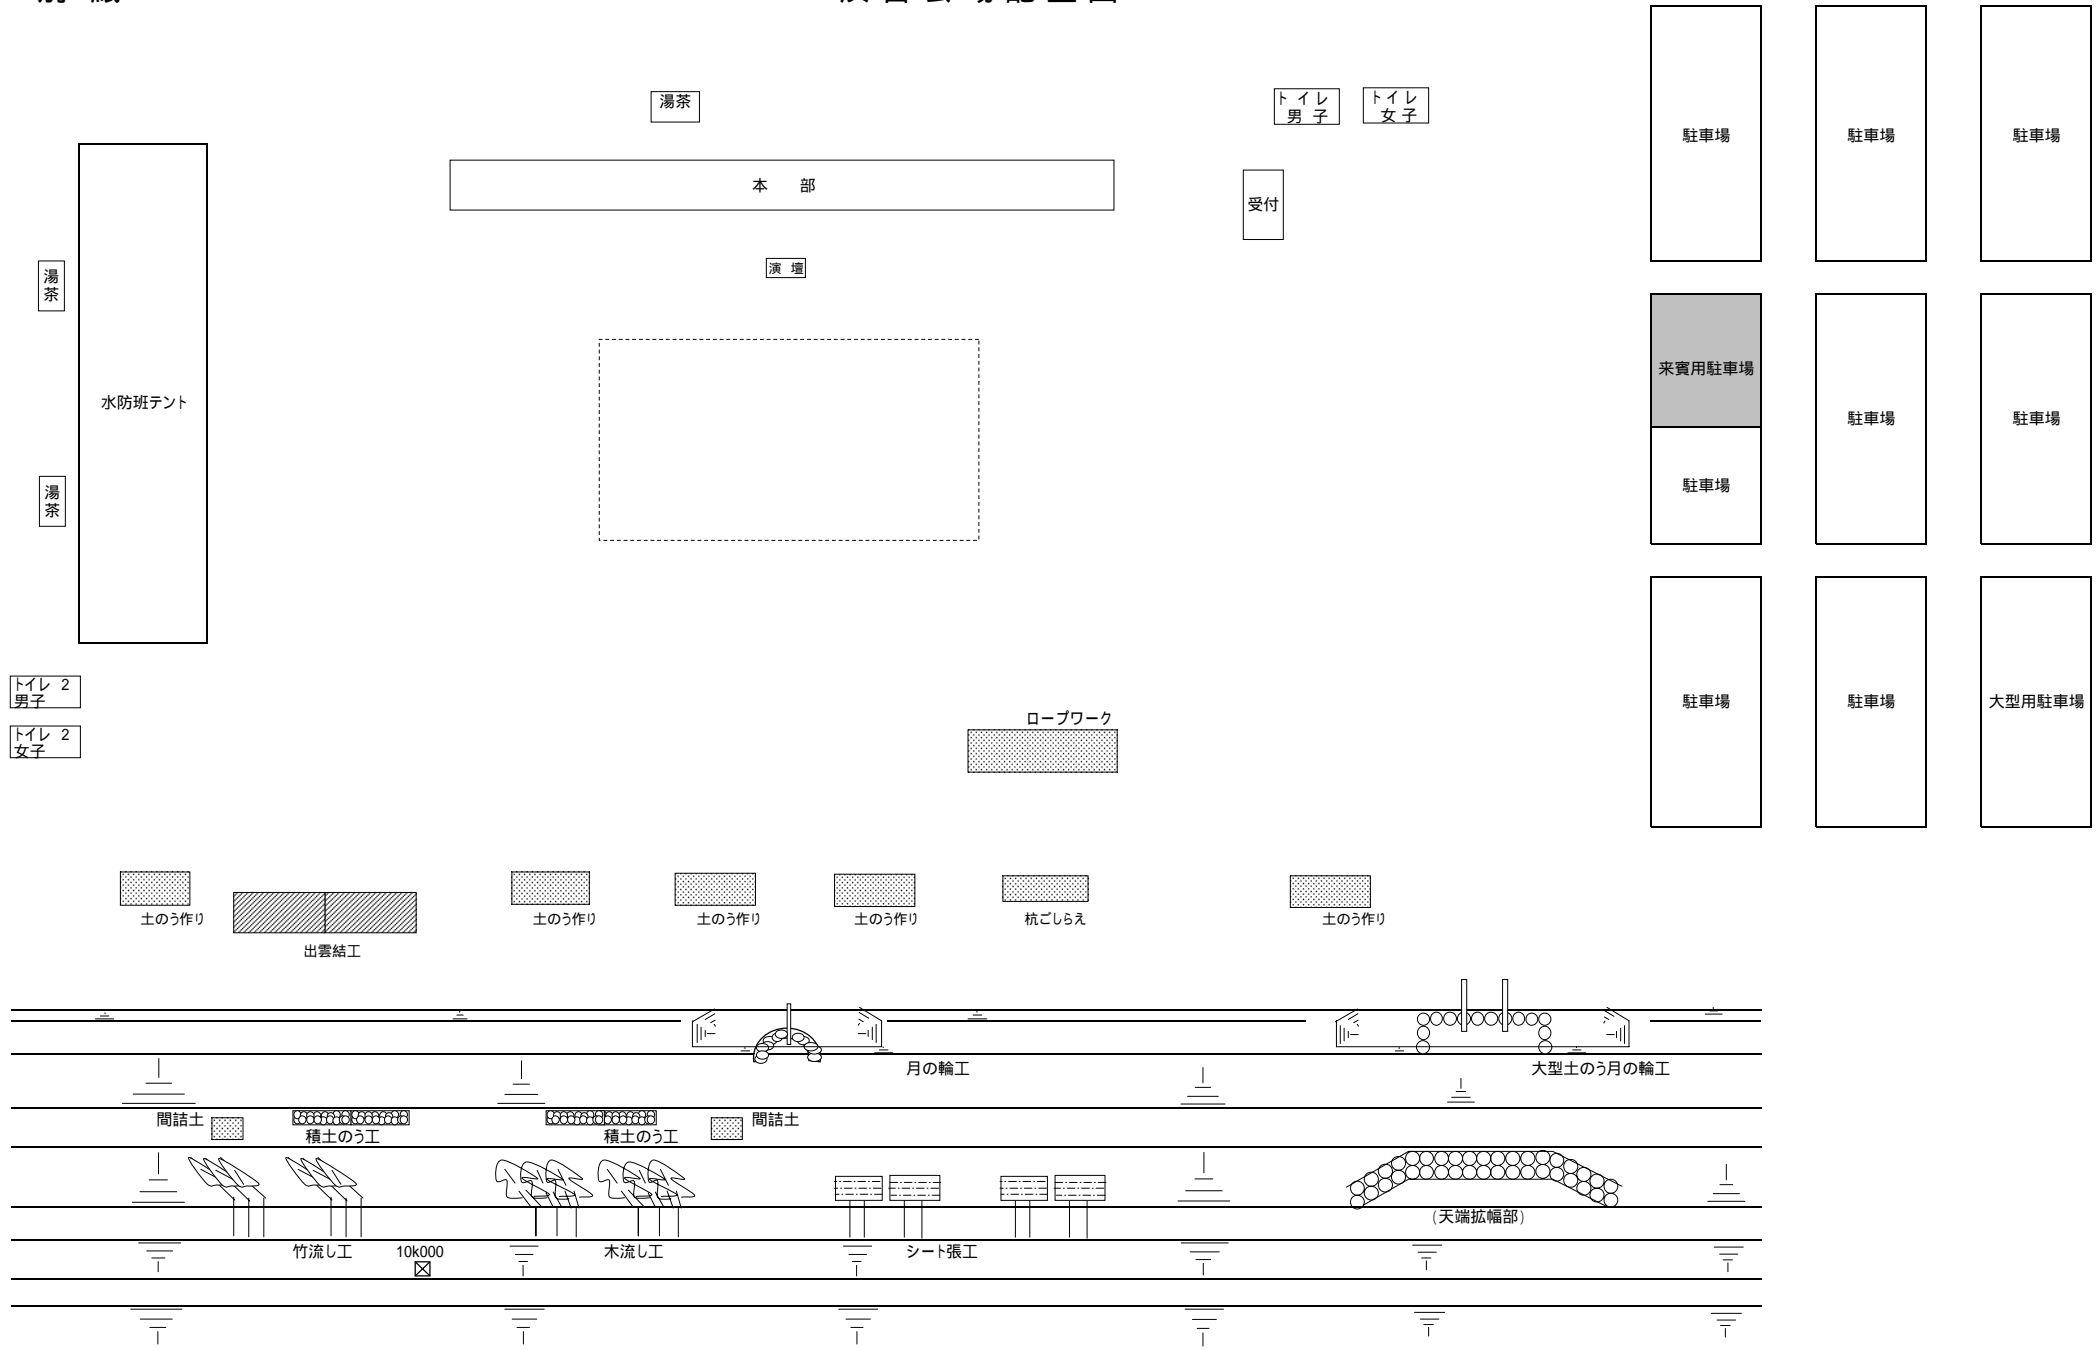 湯茶
トイレ
男 子
トイレ
女 子
駐車場
駐車場
駐車場
本 部
受付
演 壇
湯
茶
来賓用駐車場
水防班テント
駐車場
駐車場
駐車場
湯
茶
トイレ 2
男子
トイレ 2
女子
ロープワーク
駐車場
駐車場
大型用駐車場
土のう作り
土のう作り
土のう作り
土のう作り
杭ごしらえ
土のう作り
出雲結工
月の輪工
大型土のう月の輪工
間詰土
積土のう工
積土のう工
間詰土
(天端拡幅部)
竹流し工
10k000
木流し工
シート張工